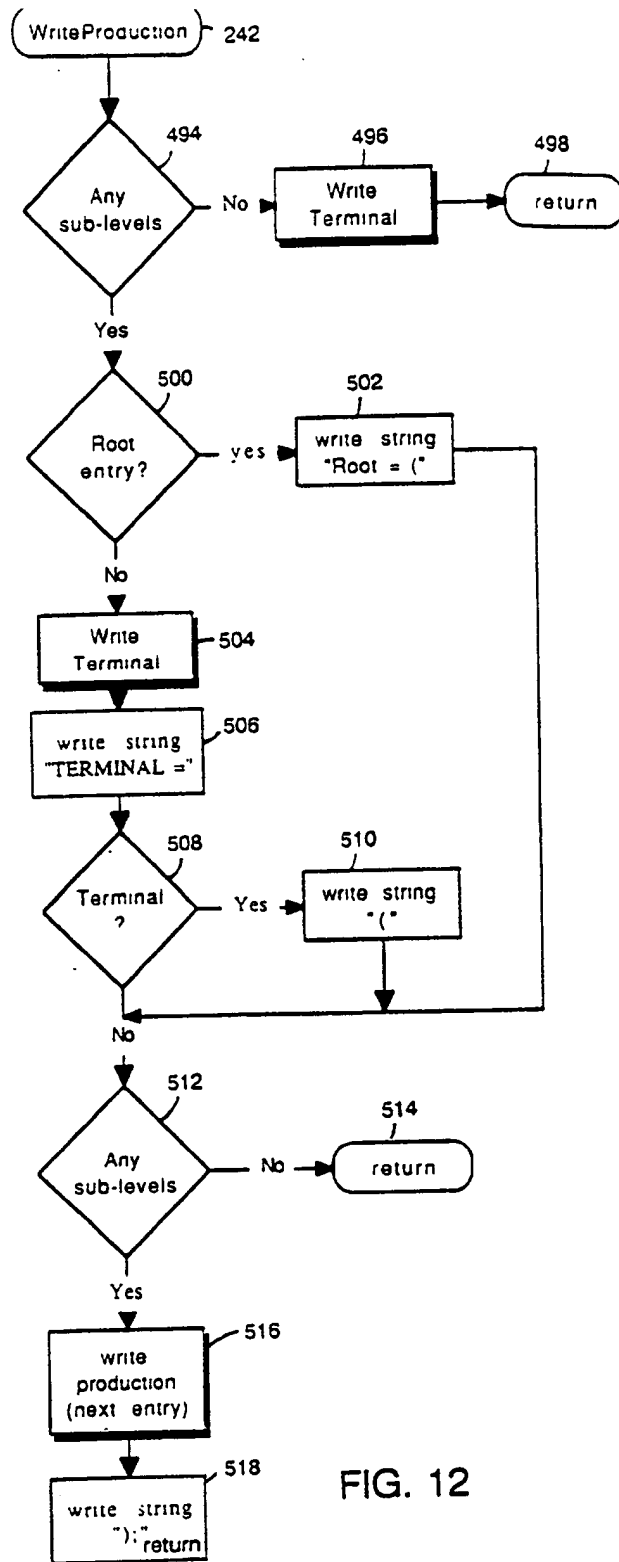 WriteProduction
242
494
Any
sub-levels
No
496
Write
Terminal
498
return
Yes
500
Root
entry?
yes
502
write string
"Root = ("
No
Write
Terminal
504
write string
"TERMINAL ="
506
508
Terminal
?
Yes
510
write string
"("
No
512
Any
sub-levels
No
514
return
Yes
516
write
production
(next entry)
518
write string
");"return
FIG. 12